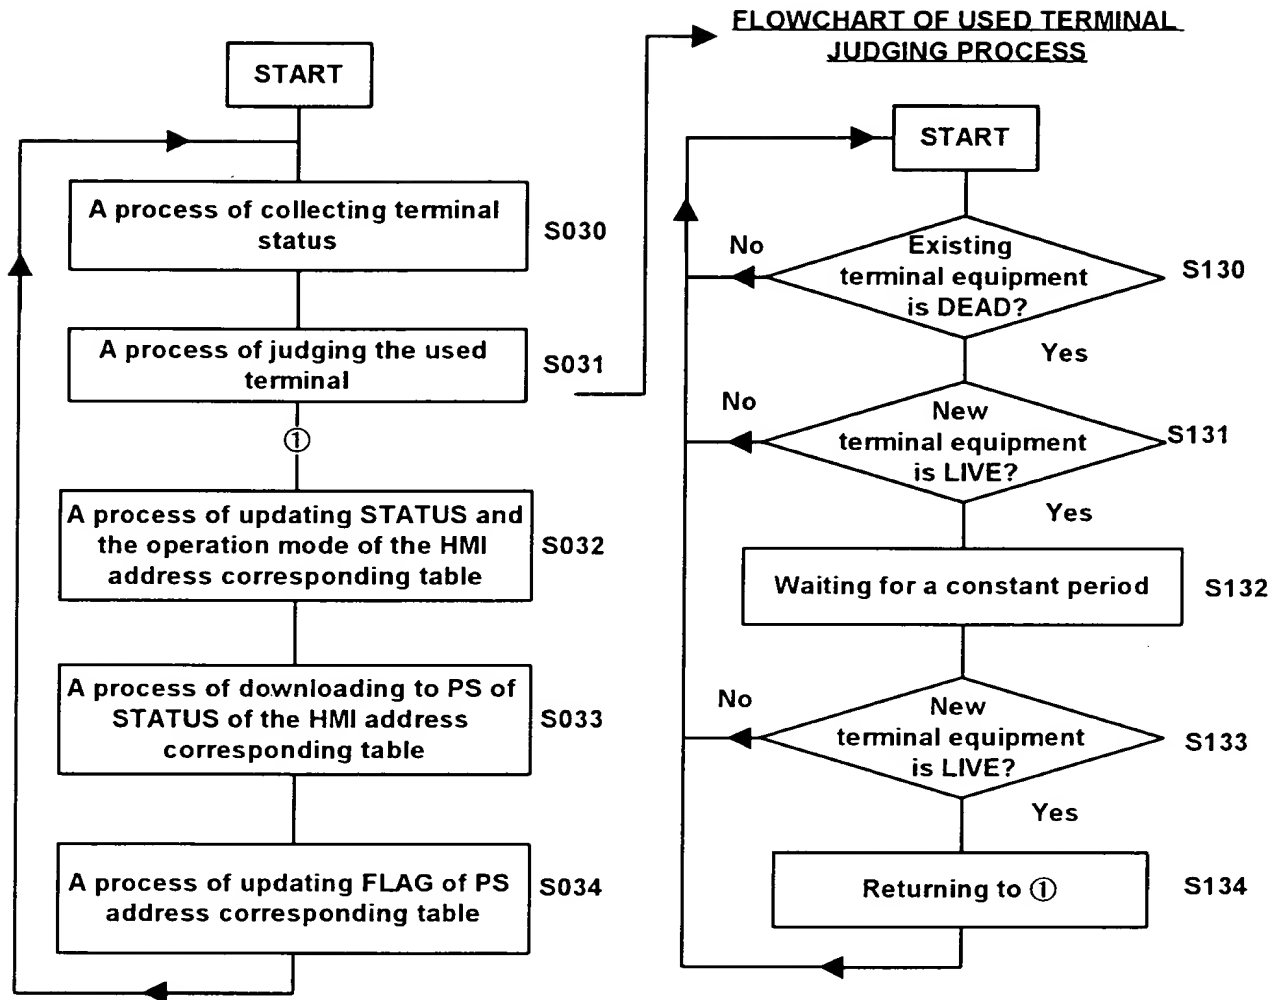 FLOWCHART OF USED TERMINAL
JUDGING PROCESS
START
A process of collecting terminal
status
S030
A process of judging the used
terminal
S031
①
A process of updating STATUS and
the operation mode of the HMI
address corresponding table
S032
A process of downloading to PS of
STATUS of the HMI address
corresponding table
S033
A process of updating FLAG of PS
address corresponding table
S034
START
Existing
terminal equipment
is DEAD?
S130
No
Yes
New
terminal equipment
is LIVE?
S131
No
Yes
Waiting for a constant period
S132
New
terminal equipment
is LIVE?
S133
No
Yes
Returning to ①
S134